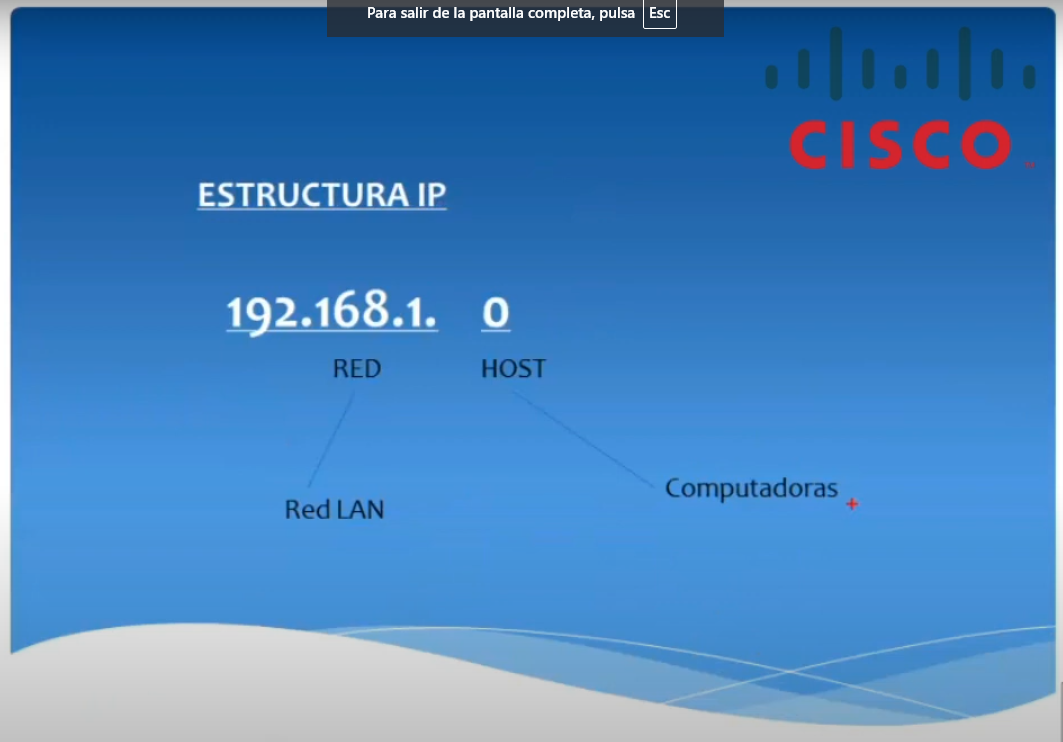 Para salir de la pantalla completa, pulsa Esc
CISCO
ESTRUCTURA IP
192.168.1. 0
RED HOST
Computadoras
Red LAN